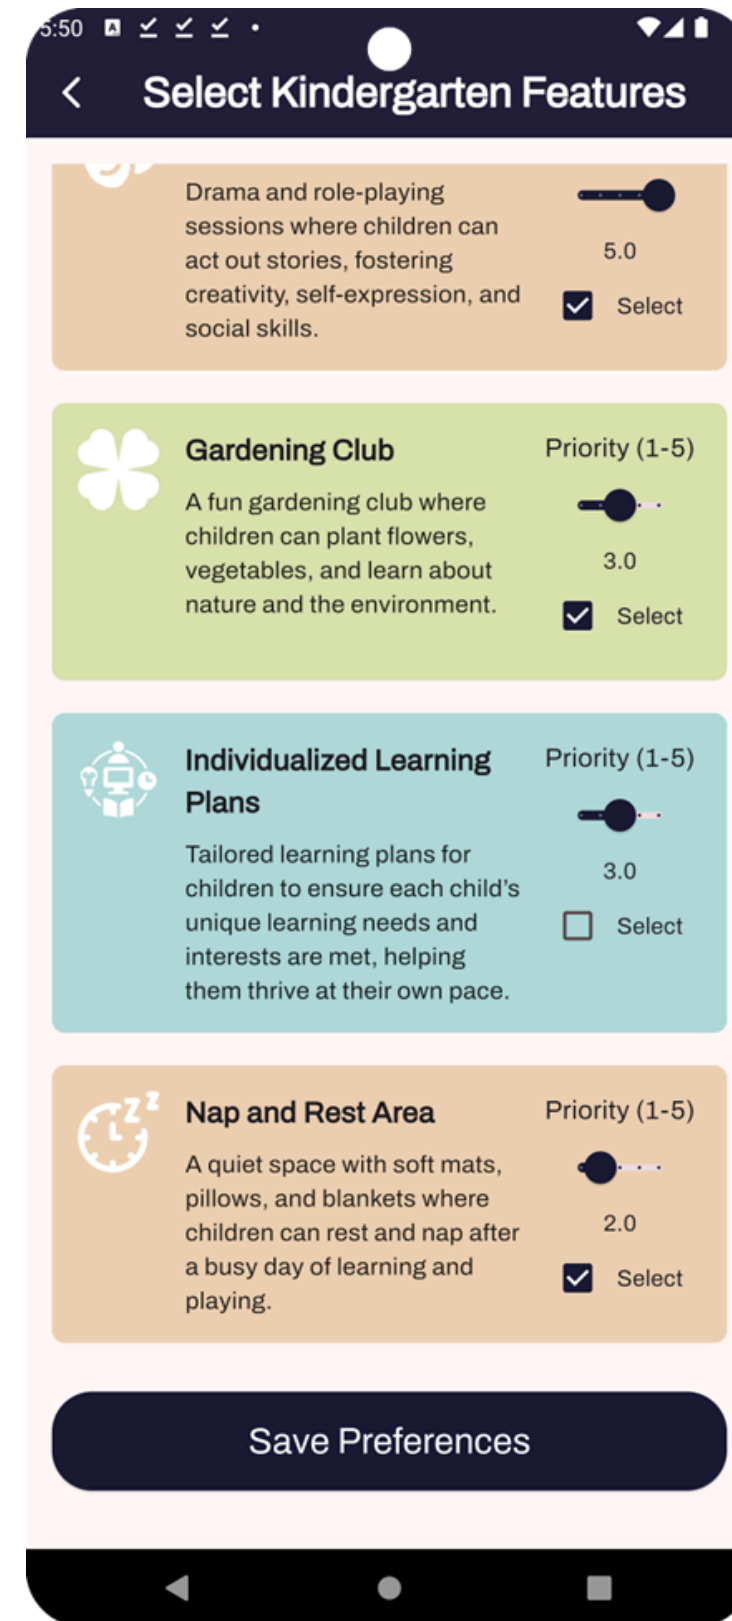 5:50
Select Kindergarten Features
Drama and role-playing
sessions where children can
act out stories, fostering
creativity, self-expression, and
social skills.
5.0
Select
Gardening Club
Priority (1-5)
A fun gardening club where
children can plant flowers,
vegetables, and learn about
nature and the environment.
3.0
Select
Individualized Learning
Plans
Priority (1-5)
Tailored learning plans for
children to ensure each child’s
unique learning needs and
interests are met, helping
them thrive at their own pace.
3.0
Select
Nap and Rest Area
Priority (1-5)
A quiet space with soft mats,
pillows, and blankets where
children can rest and nap after
a busy day of learning and
playing.
2.0
Select
Save Preferences